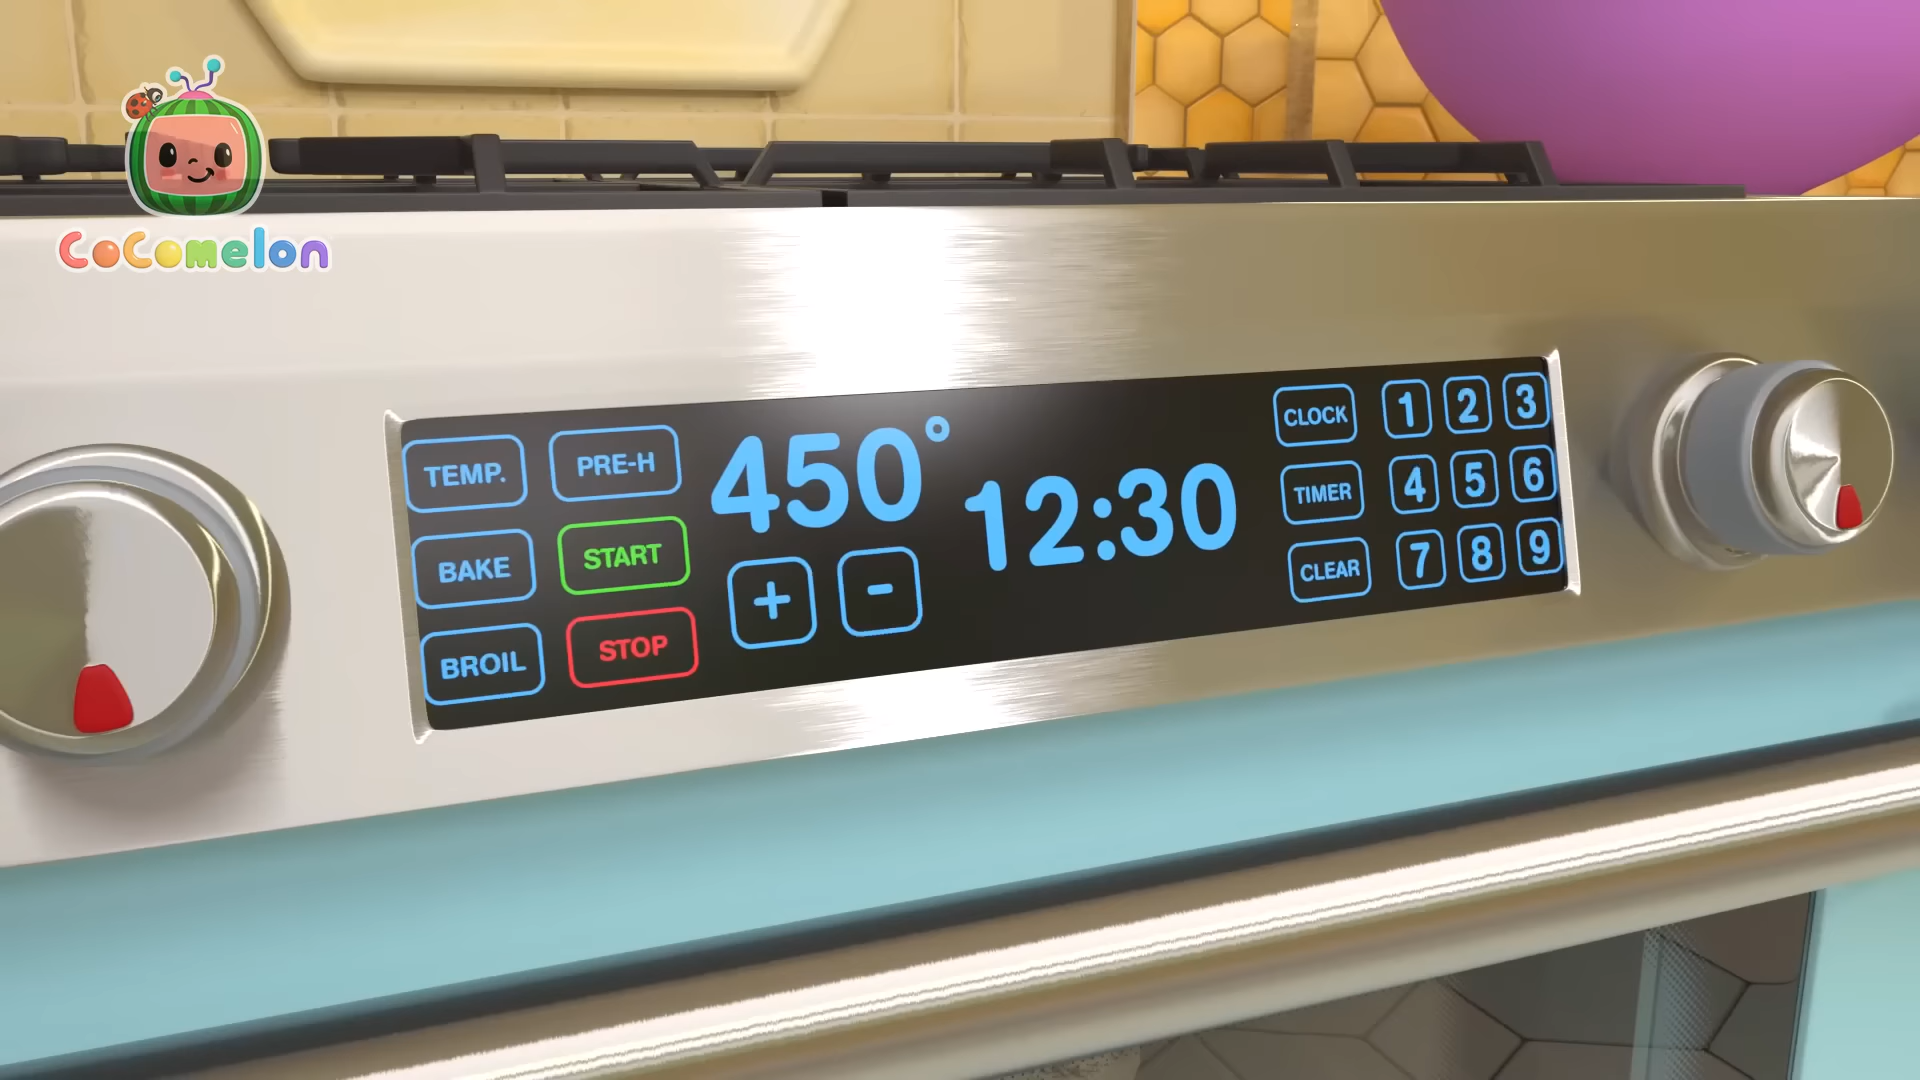 CoComelon
TEMP. PRE-H 450° 12:30 CLOCK 1 2 3
BAKE START + - TIMER 4 5 6
BROIL STOP CLEAR 7 8 9